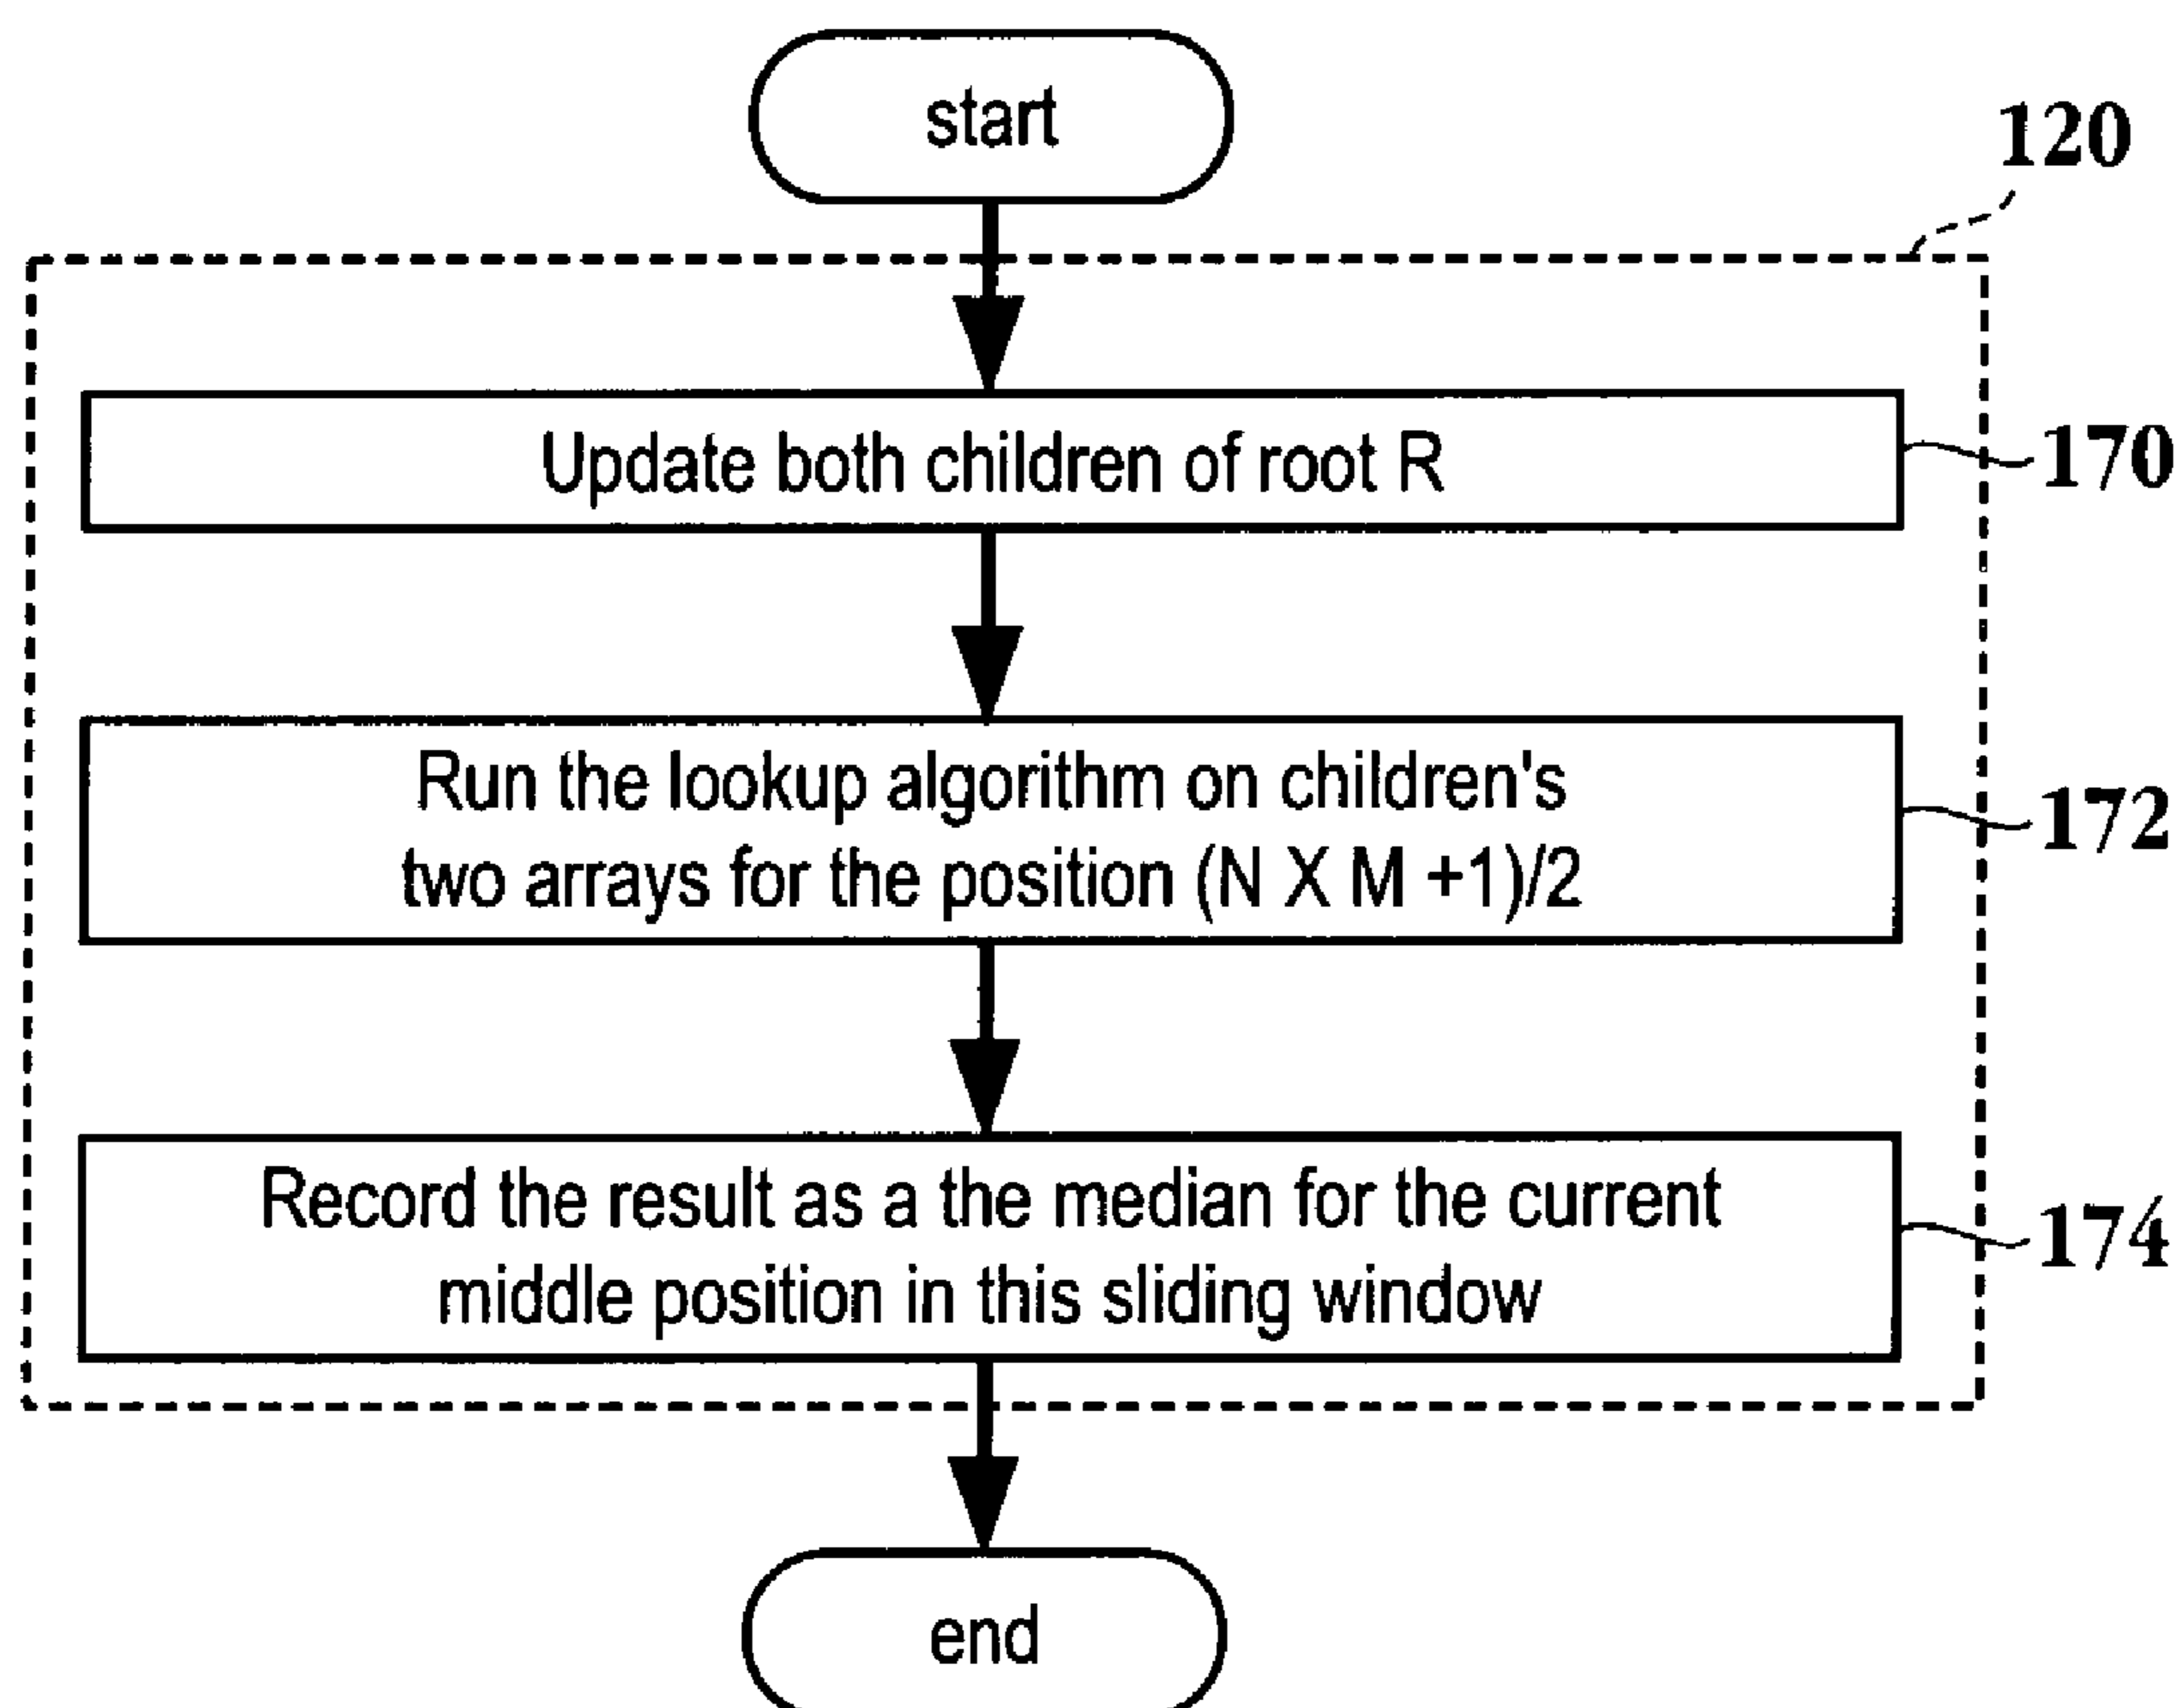 start
120
Update both children of root R
170
Run the lookup algorithm on children's
two arrays for the position (N X M +1)/2
172
Record the result as a the median for the current
middle position in this sliding window
174
end